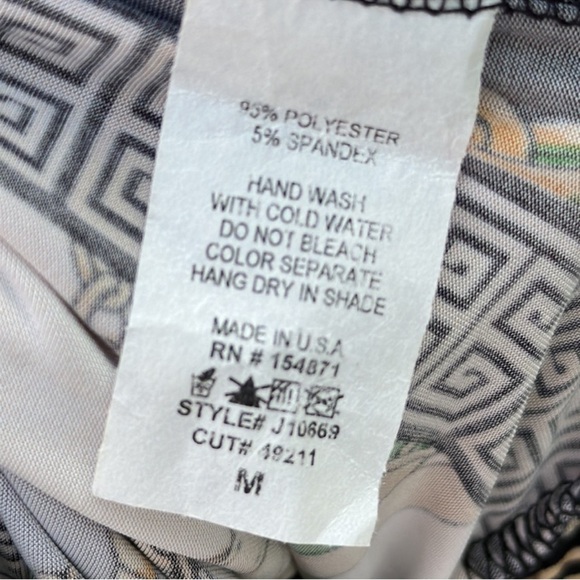 95% POLYESTER
5% SPANDEX
HAND WASH
WITH COLD WATER
DO NOT BLEACH
COLOR SEPARATE
HANG DRY IN SHADE
MADE IN U.S.A
RN # 154871
STYLE# J10669
CUT# 49211
M